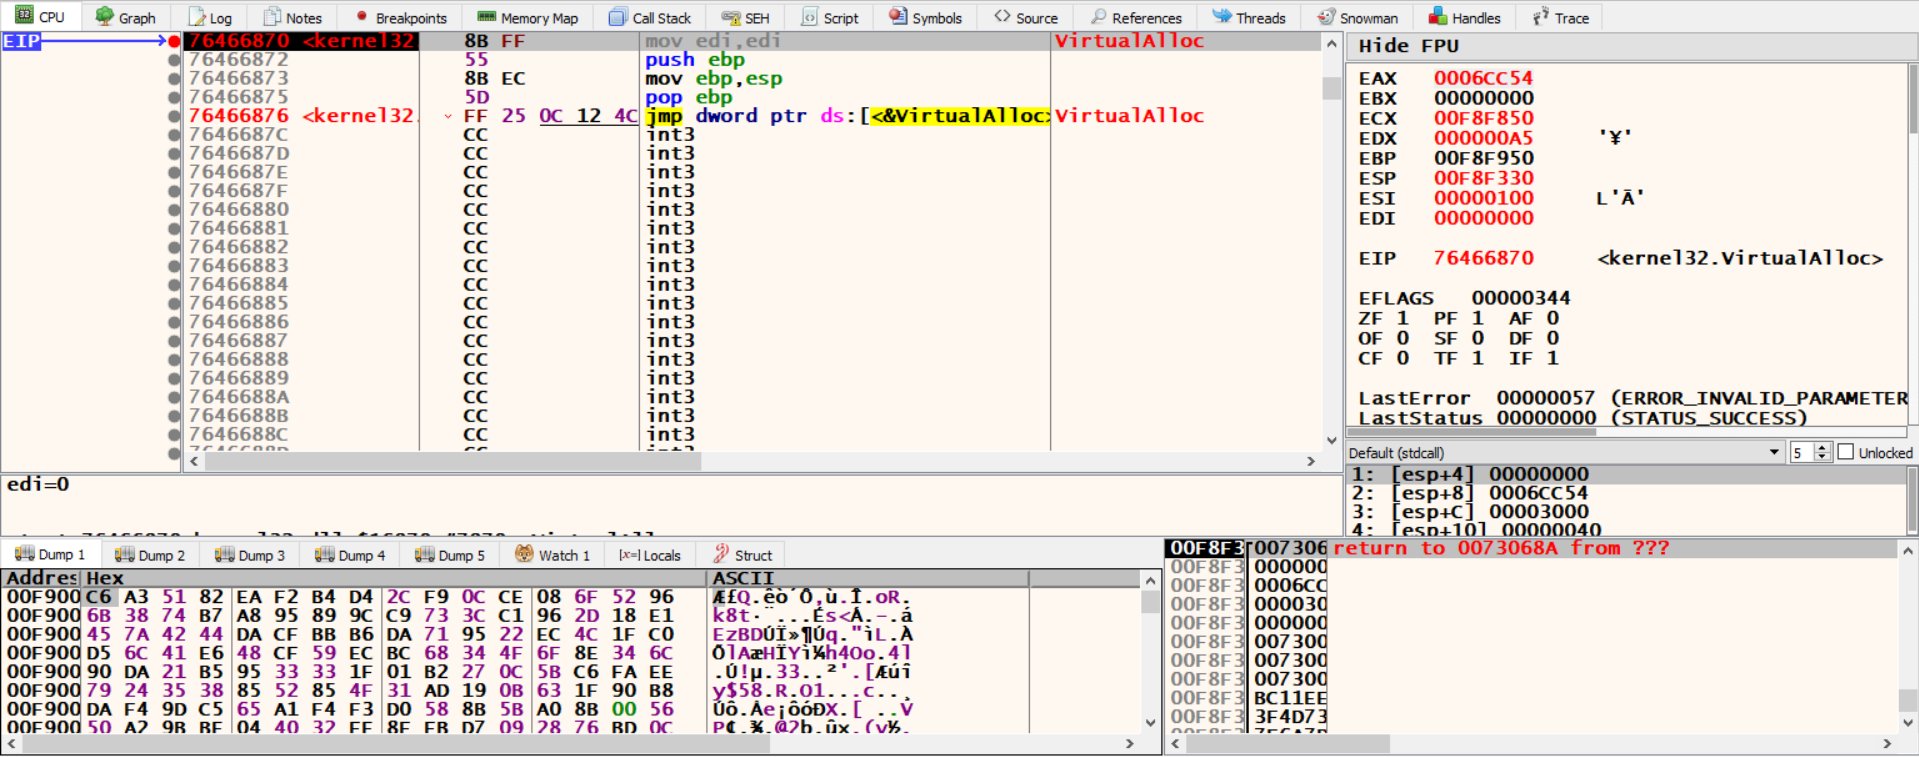 CPU Graph Log Notes Breakpoints Memory Map Call Stack SEH Script Symbols Source References Threads Snowman Handles Trace
EIP 76466870 <kernel32. 8B FF mov edi,edi VirtualAlloc
76466872 55 push ebp
76466873 8B EC mov ebp,esp
76466875 5D pop ebp
76466876 <kernel32. FF 25 0C 12 4C jmp dword ptr ds:[<&VirtualAlloc> VirtualAlloc
7646687C CC int3
7646687D CC int3
7646687E CC int3
7646687F CC int3
76466880 CC int3
76466881 CC int3
76466882 CC int3
76466883 CC int3
76466884 CC int3
76466885 CC int3
76466886 CC int3
76466887 CC int3
76466888 CC int3
76466889 CC int3
7646688A CC int3
7646688B CC int3
7646688C CC int3
edi=0
Hide FPU
EAX 0006CC54
EBX 00000000
ECX 00F8F850
EDX 000000A5 '¥'
EBP 00F8F950
ESP 00F8F330
ESI 00000100 L'Ā'
EDI 00000000
EIP 76466870 <kernel32.VirtualAlloc>
EFLAGS 00000344
ZF 1 PF 1 AF 0
OF 0 SF 0 DF 0
CF 0 TF 1 IF 1
LastError 00000057 (ERROR_INVALID_PARAMETER
LastStatus 00000000 (STATUS_SUCCESS)
Default (stdcall) 5 Unlocked
1: [esp+4] 00000000
2: [esp+8] 0006CC54
3: [esp+C] 00003000
4: [esp+10] 00000040
Dump 1 Dump 2 Dump 3 Dump 4 Dump 5 Watch 1 [x=] Locals Struct
Addres Hex ASCII
00F900 C6 A3 51 82 EA F2 B4 D4 2C F9 0C CE 08 6F 52 96 Æ£Q.êò´Ô,ù.Î.oR.
00F900 6B 38 74 B7 A8 95 89 9C C9 73 3C C1 96 2D 18 E1 k8t·¨...És<Á.-.á
00F900 45 7A 42 44 DA CF BB B6 DA 71 95 22 EC 4C 1F C0 EzBDÚÏ»¶Úq."ìL.À
00F900 D5 6C 41 E6 48 CF 59 EC BC 68 34 4F 6F 8E 34 6C ÕlAæHÏYì¼h4Oo.4l
00F900 90 DA 21 B5 95 33 33 1F 01 B2 27 0C 5B C6 FA EE .Ú!µ.33..²'.[Æúî
00F900 79 24 35 38 85 52 85 4F 31 AD 19 0B 63 1F 90 B8 y$58.R.O1...c..¸
00F900 DA F4 9D C5 65 A1 F4 F3 D0 58 8B 5B A0 8B 00 56 Úô.Åe¡ôóÐX.[ ..V
00F900 50 A2 9B BE 04 40 32 FF 8F FB D7 09 28 76 BD 0C
00F8F3 007306 return to 0073068A from ???
00F8F3 000000
00F8F3 0006CC
00F8F3 000030
00F8F3 000000
00F8F3 007300
00F8F3 007300
00F8F3 007300
00F8F3 BC11EE
00F8F3 3F4D73